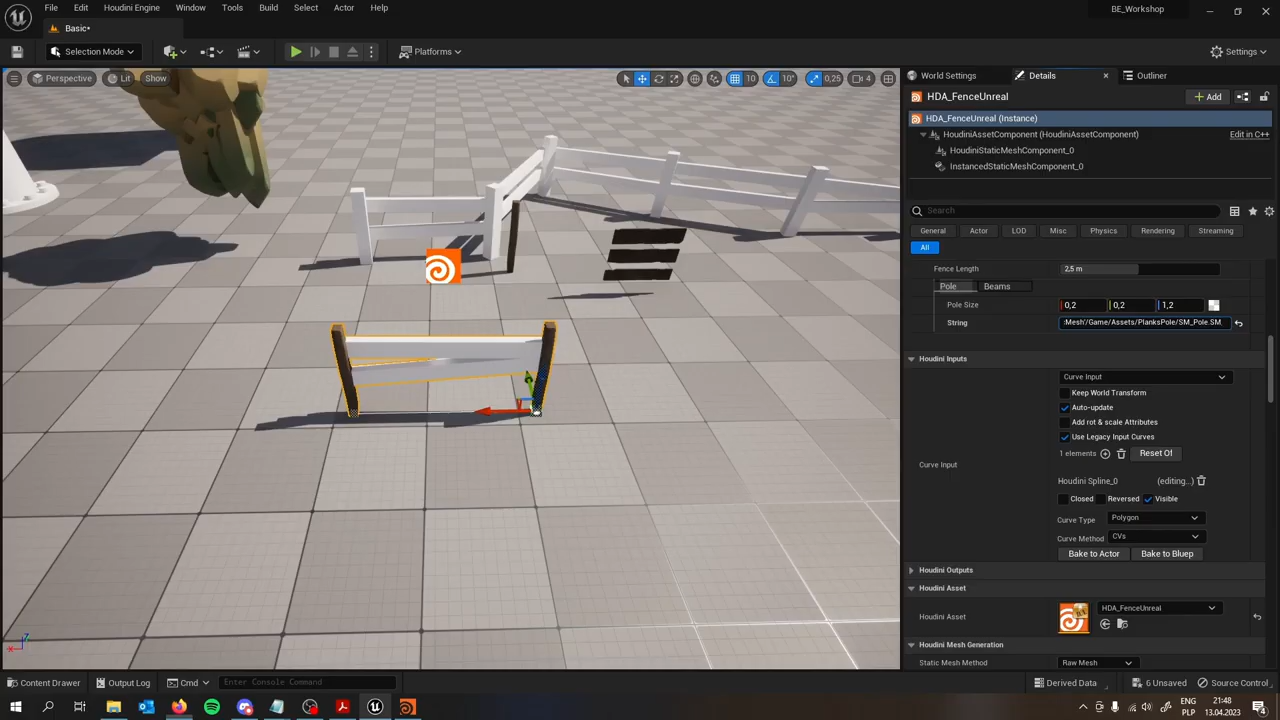 File Edit Houdini Engine Window Tools Build Select Actor Help
BE_Workshop
Basic•
Selection Mode
Platforms
Settings
Perspective Lit Show
10 10° 0,25 4
World Settings Details Outliner
HDA_FenceUnreal
Add
HDA_FenceUnreal (Instance)
HoudiniAssetComponent (HoudiniAssetComponent) Edit in C++
HoudiniStaticMeshComponent_0
InstancedStaticMeshComponent_0
Search
General Actor LOD Misc Physics Rendering Streaming
All
Fence Length 2.5 m
Pole Beams
Pole Size 0,2 0,2 1,2
String :Mesh'/Game/Assets/PlanksPole/SM_Pole.SM
Houdini Inputs
Curve Input
Keep World Transform
Auto-update
Add rot & scale Attributes
Use Legacy Input Curves
1 elements Reset Of
Curve Input
Houdini Spline_0 (editing...)
Closed Reversed Visible
Curve Type Polygon
Curve Method CVs
Bake to Actor Bake to Bluep
Houdini Outputs
Houdini Asset
Houdini Asset HDA_FenceUnreal
Houdini Mesh Generation
Static Mesh Method Raw Mesh
Content Drawer Output Log Cmd Enter Console Command Derived Data 6 Unsaved Source Control
ENG 21:48
PLP 13.04.2023